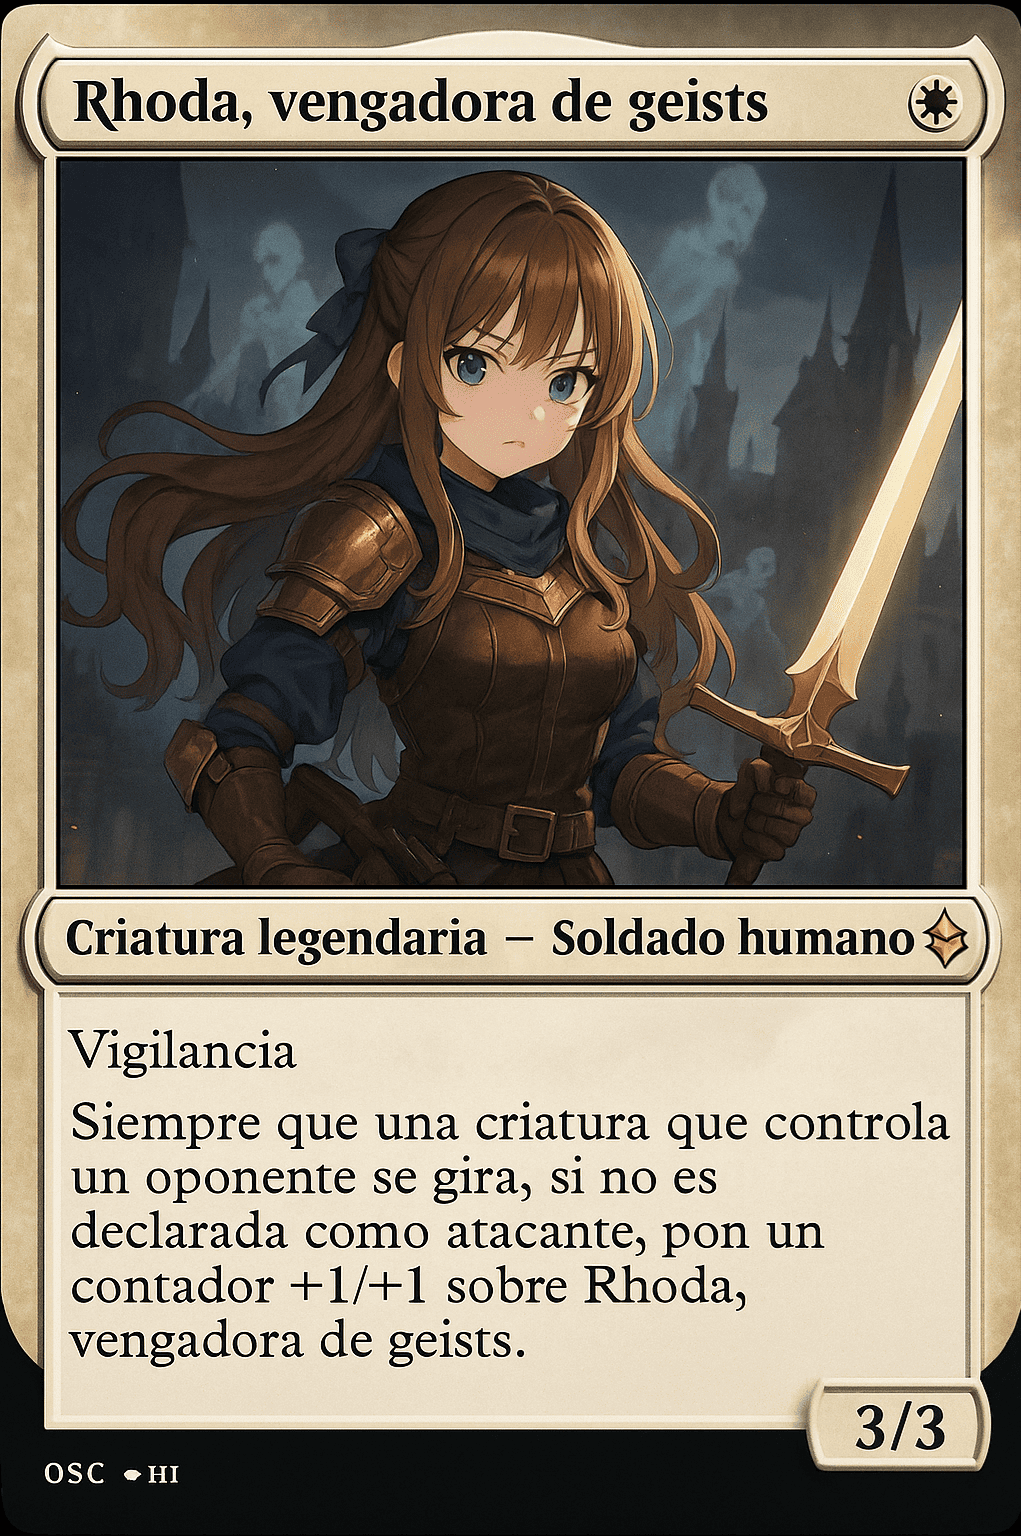 Rhoda, vengadora de geists
Criatura legendaria – Soldado humano
Vigilancia
Siempre que una criatura que controla
un oponente se gira, si no es
declarada como atacante, pon un
contador +1/+1 sobre Rhoda,
vengadora de geists.
3/3
OSC HI